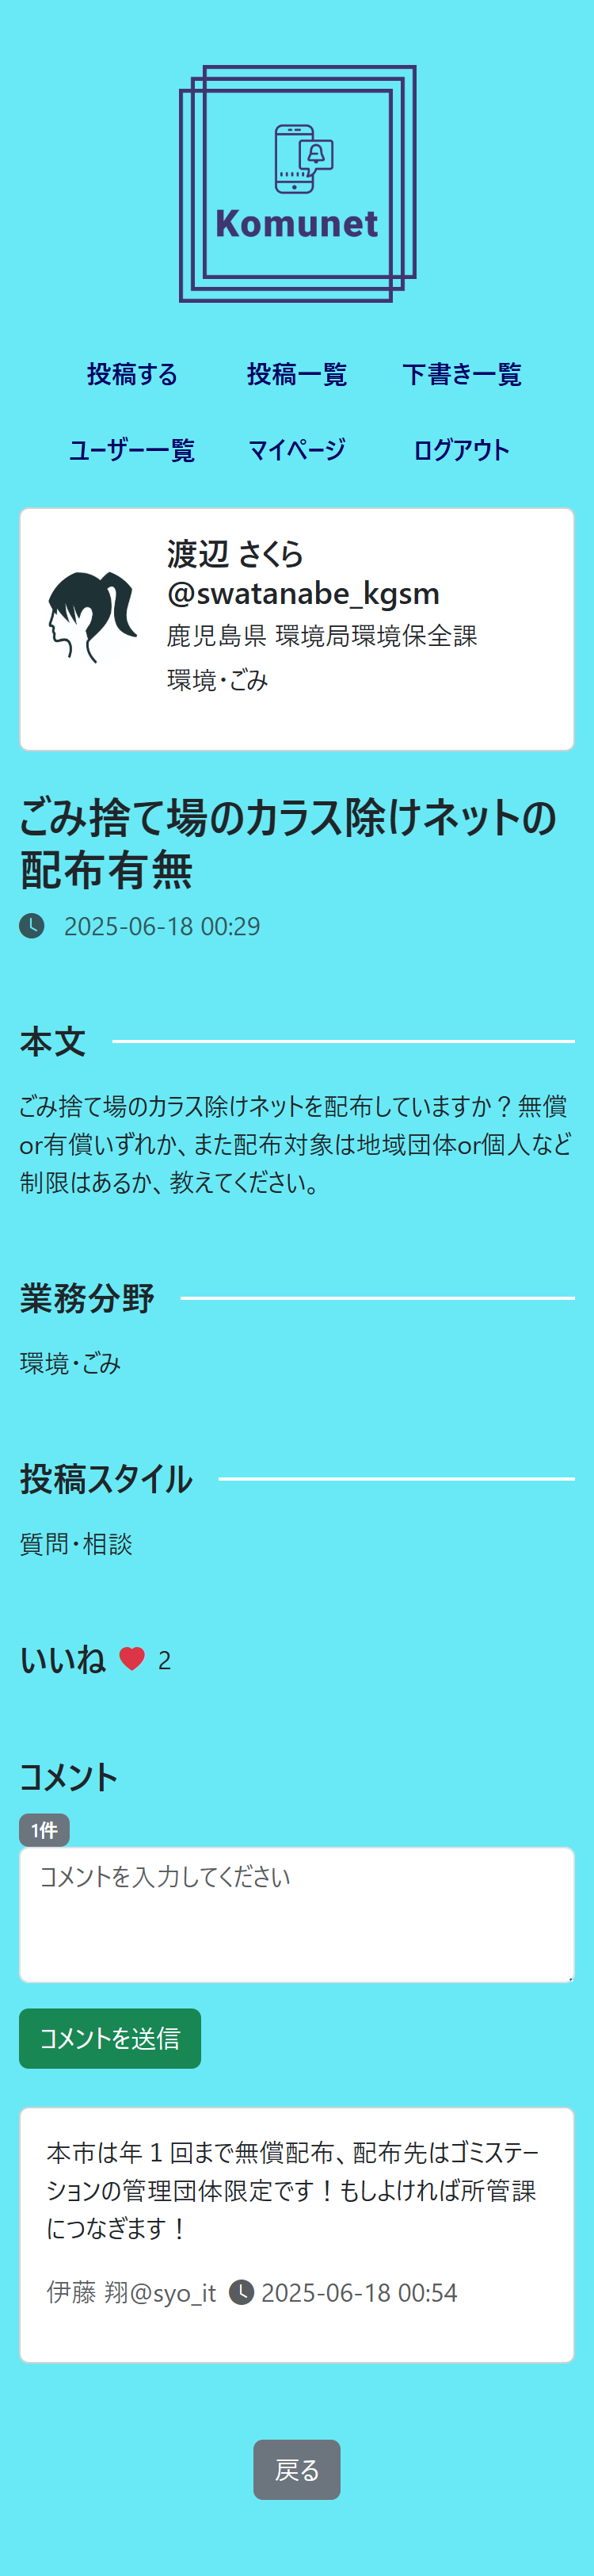 Komunet
投稿する 投稿一覧 下書き一覧
ユーザー一覧 マイページ ログアウト
渡辺 さくら
@swatanabe_kgsm
鹿児島県 環境局環境保全課
環境・ごみ
ごみ捨て場のカラス除けネットの
配布有無
2025-06-18 00:29
本文
ごみ捨て場のカラス除けネットを配布していますか？無償
or有償いずれか、また配布対象は地域団体or個人など
制限はあるか、教えてください。
業務分野
環境・ごみ
投稿スタイル
質問・相談
いいね 2
コメント
1件
コメントを入力してください
コメントを送信
本市は年１回まで無償配布、配布先はゴミステー
ションの管理団体限定です！もしよければ所管課
につなぎます！
伊藤 翔@syo_it 2025-06-18 00:54
戻る